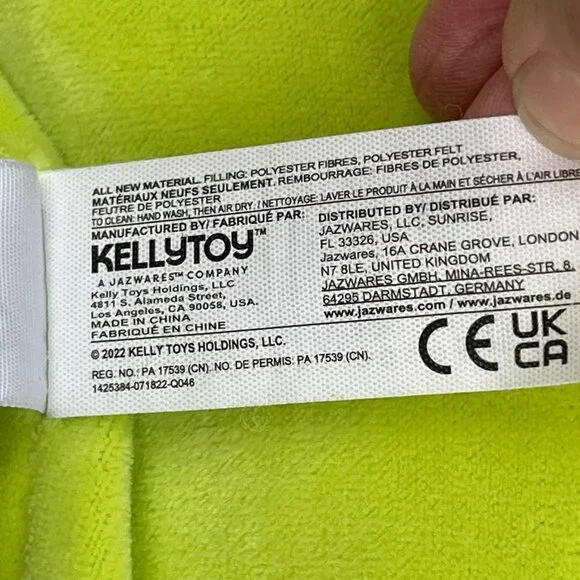 ALL NEW MATERIAL. FILLING: POLYESTER FIBRES, POLYESTER FELT
MATÉRIAUX NEUFS SEULEMENT. REMBOURRAGE: FIBRES DE POLYESTER,
FEUTRE DE POLYESTER
TO CLEAN: HAND WASH, THEN AIR DRY. / NETTOYAGE: LAVER LE PRODUIT À LA MAIN ET SÉCHER À L'AIR LIBRE
MANUFACTURED BY/ FABRIQUÉ PAR:
KELLYTOY™
A JAZWARES™ COMPANY
Kelly Toys Holdings, LLC
4811 S. Alameda Street,
Los Angeles, CA 90058, USA.
MADE IN CHINA
FABRIQUÉ EN CHINE
DISTRIBUTED BY/ DISTRIBUÉ PAR:
JAZWARES, LLC, SUNRISE,
FL 33326, USA
Jazwares, 16A CRANE GROVE, LONDON
N7 8LE, UNITED KINGDOM
JAZWARES GMBH, MINA-REES-STR. 8,
64295 DARMSTADT, GERMANY
www.jazwares.com / www.jazwares.de
© 2022 KELLY TOYS HOLDINGS, LLC.
REG. NO.: PA 17539 (CN). NO. DE PERMIS: PA 17539 (CN).
1425384-071822-Q046
CE
UK
CA